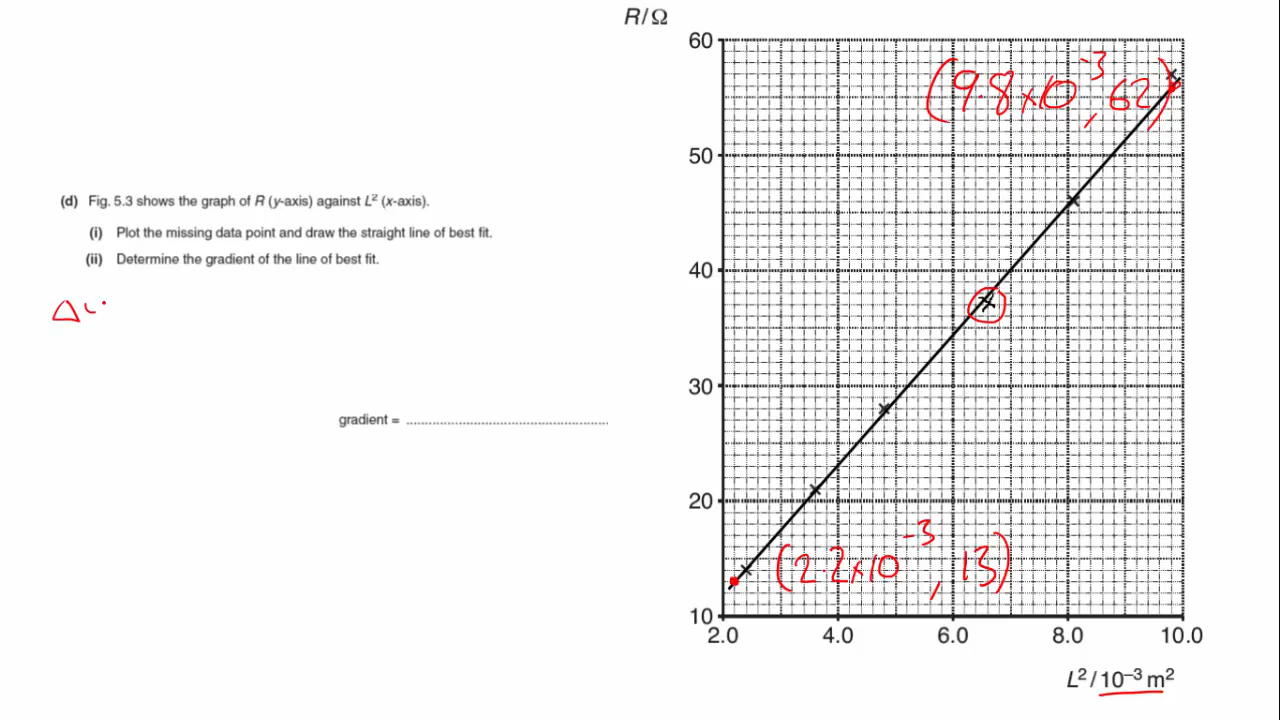 R/Ω
60
(9.8×10⁻³, 62)
50
(d) Fig. 5.3 shows the graph of R (y-axis) against L² (x-axis).
(i) Plot the missing data point and draw the straight line of best fit.
(ii) Determine the gradient of the line of best fit.
40
30
gradient = ......................................................
20
(2.2×10⁻³, 13)
10
2.0 4.0 6.0 8.0 10.0
L² / 10⁻³ m²